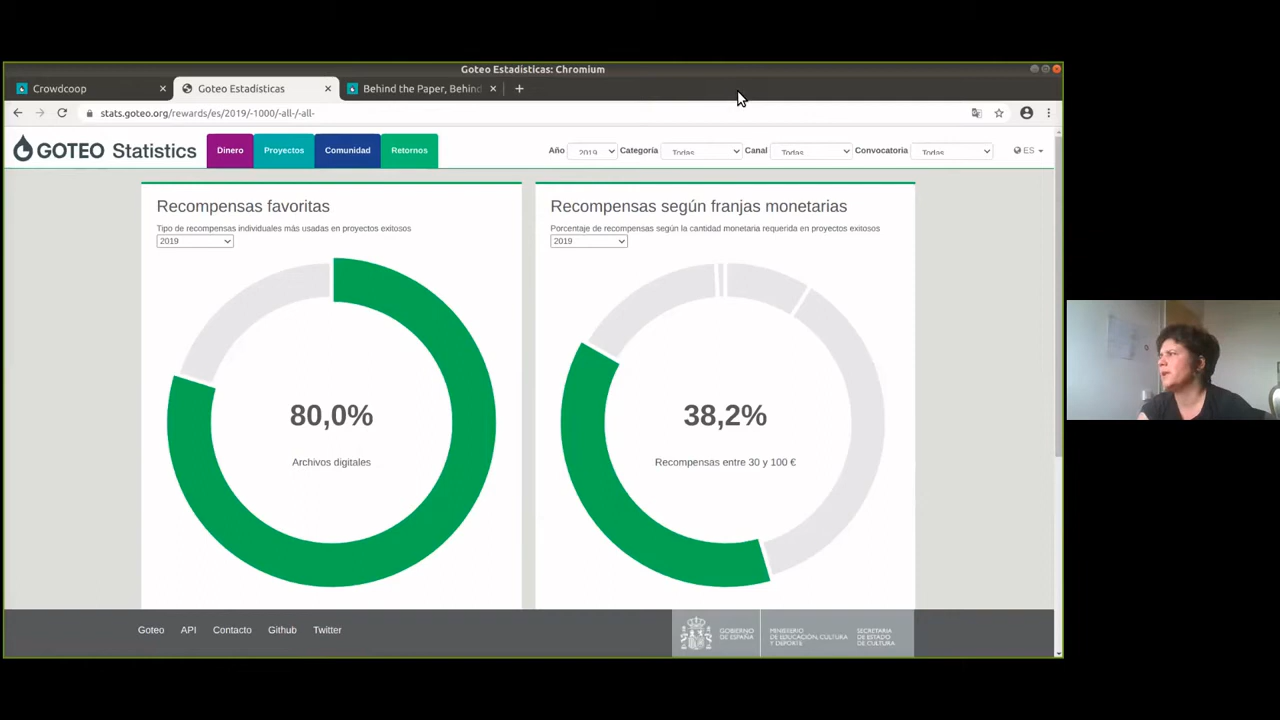 Goteo Estadísticas: Chromium
Crowdcoop
Goteo Estadísticas
Behind the Paper, Behind
stats.goteo.org/rewards/es/2019/-1000/-all-/-all-
GOTEO Statistics
Dinero
Proyectos
Comunidad
Retornos
Año 2019
Categoría Todas
Canal Todas
Convocatoria Todas
ES
Recompensas favoritas
Tipo de recompensas individuales más usadas en proyectos exitosos
2019
80,0%
Archivos digitales
Recompensas según franjas monetarias
Porcentaje de recompensas según la cantidad monetaria requerida en proyectos exitosos
2019
38,2%
Recompensas entre 30 y 100 €
Goteo
API
Contacto
Github
Twitter
GOBIERNO
DE ESPAÑA
MINISTERIO
DE EDUCACIÓN, CULTURA
Y DEPORTE
SECRETARÍA
DE ESTADO
DE CULTURA